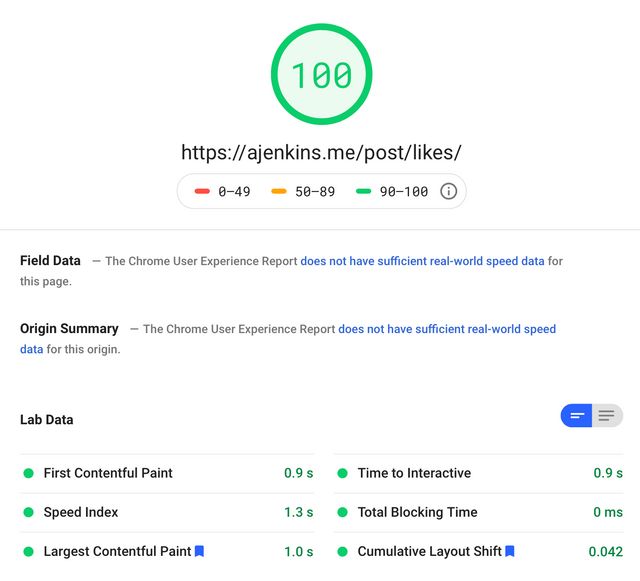 100
https://ajenkins.me/post/likes/
0–49 50–89 90–100
Field Data — The Chrome User Experience Report does not have sufficient real-world speed data for
this page.
Origin Summary — The Chrome User Experience Report does not have sufficient real-world speed
data for this origin.
Lab Data
First Contentful Paint 0.9 s
Time to Interactive 0.9 s
Speed Index 1.3 s
Total Blocking Time 0 ms
Largest Contentful Paint 1.0 s
Cumulative Layout Shift 0.042